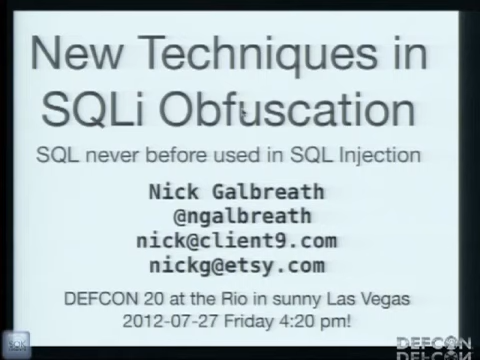 New Techniques in
SQLi Obfuscation
SQL never before used in SQL Injection
Nick Galbreath
@ngalbreath
nick@client9.com
nickg@etsy.com
DEFCON 20 at the Rio in sunny Las Vegas
2012-07-27 Friday 4:20 pm!
DEFCON
DEFCON